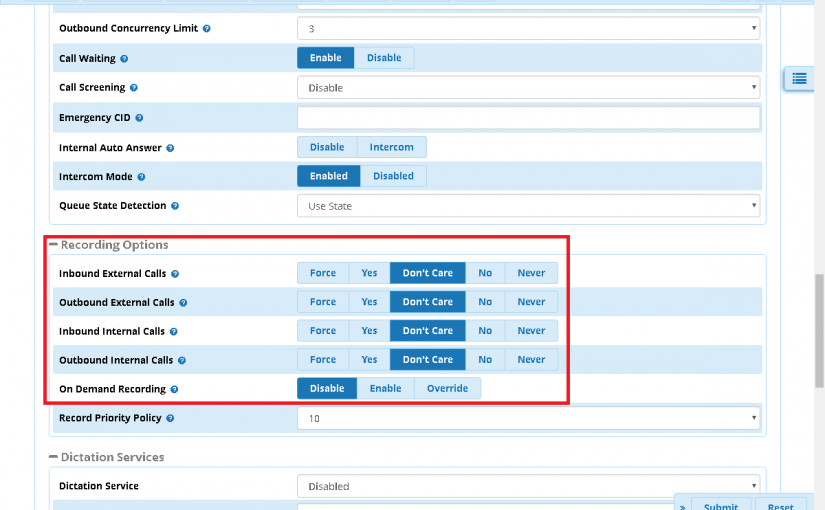 Outbound Concurrency Limit ? 3
Call Waiting ? Enable Disable
Call Screening ? Disable
Emergency CID ?
Internal Auto Answer ? Disable Intercom
Intercom Mode ? Enabled Disabled
Queue State Detection ? Use State
Recording Options
Inbound External Calls ? Force Yes Don't Care No Never
Outbound External Calls ? Force Yes Don't Care No Never
Inbound Internal Calls ? Force Yes Don't Care No Never
Outbound Internal Calls ? Force Yes Don't Care No Never
On Demand Recording ? Disable Enable Override
Record Priority Policy ? 10
Dictation Services
Dictation Service Disabled
» Submit Reset